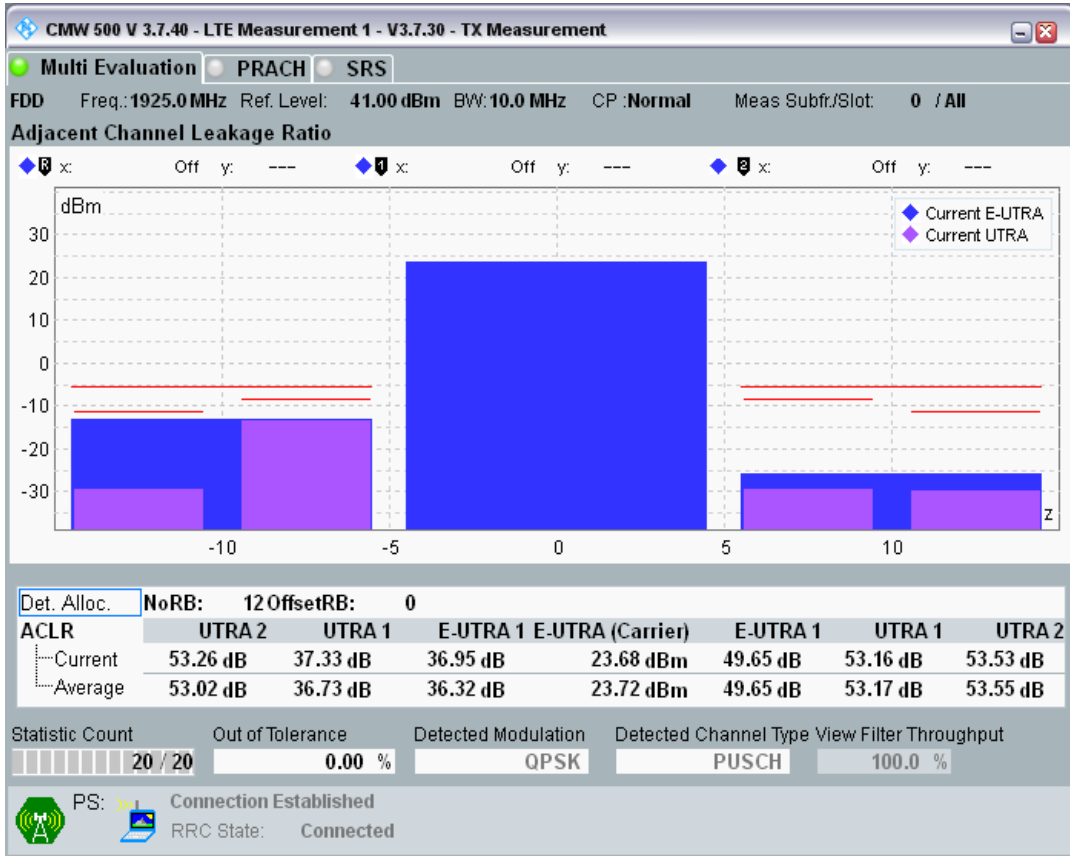 CMW 500 V 3.7.40 - LTE Measurement 1 - V3.7.30 - TX Measurement
Multi Evaluation PRACH SRS
FDD Freq.: 1925.0 MHz Ref. Level: 41.00 dBm BW: 10.0 MHz CP :Normal Meas Subfr./Slot: 0 / All
Adjacent Channel Leakage Ratio
R x: Off y: --- 1 x: Off y: --- 2 x: Off y: ---
dBm
Current E-UTRA
Current UTRA
30
20
10
0
-10
-20
-30
z
-10 -5 0 5 10
Det. Alloc. NoRB: 12 OffsetRB: 0
ACLR UTRA 2 UTRA 1 E-UTRA 1 E-UTRA (Carrier) E-UTRA 1 UTRA 1 UTRA 2
Current 53.26 dB 37.33 dB 36.95 dB 23.68 dBm 49.65 dB 53.16 dB 53.53 dB
Average 53.02 dB 36.73 dB 36.32 dB 23.72 dBm 49.65 dB 53.17 dB 53.55 dB
Statistic Count Out of Tolerance Detected Modulation Detected Channel Type View Filter Throughput
20 / 20 0.00 % QPSK PUSCH 100.0 %
PS: Connection Established
RRC State: Connected